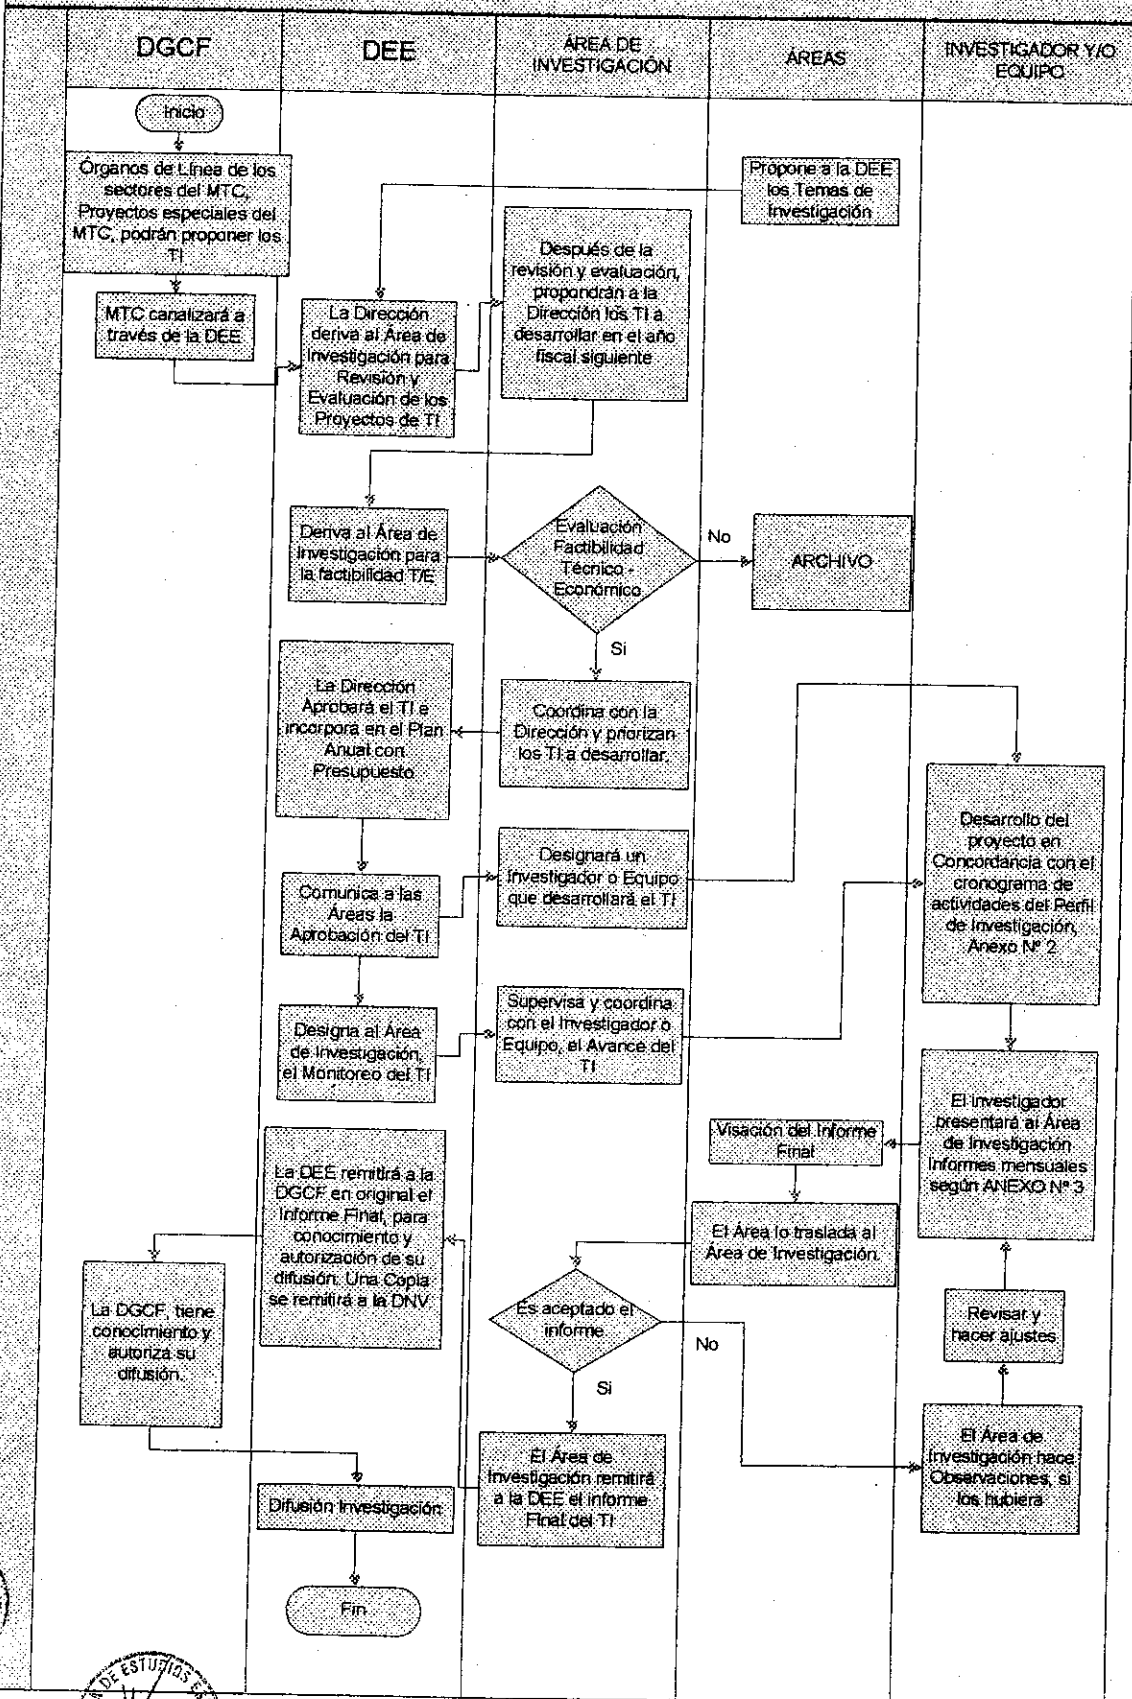 DGCF
DEE
ÁREA DE
INVESTIGACIÓN
ÁREAS
INVESTIGADOR Y/O
EQUIPO
Inicio
Órganos de Línea de los
sectores del MTC,
Proyectos especiales del
MTC, podrán proponer los
TI
MTC canalizará a
través de la DEE
Propone a la DEE
los Temas de
Investigación
La Dirección
deriva al Área de
Investigación para
Revisión y
Evaluación de los
Proyectos de TI
Después de la
revisión y evaluación,
propondrán a la
Dirección los TI a
desarrollar en el año
fiscal siguiente
Deriva al Área de
Investigación para
la factibilidad T/E
Evaluación
Factibilidad
Técnico -
Económico
No
ARCHIVO
Si
La Dirección
Aprobará el TI e
incorpora en el Plan
Anual con
Presupuesto
Coordina con la
Dirección y priorizan
los TI a desarrollar.
Comunica a las
Áreas la
Aprobación del TI
Designará un
Investigador o Equipo
que desarrollará el TI
Desarrollo del
proyecto en
Concordancia con el
cronograma de
actividades del Perfil
de Investigación,
Anexo N° 2
Designa al Área
de Investigación,
el Monitoreo del TI
Supervisa y coordina
con el Investigador o
Equipo, el Avance del
TI
El investigador
presentará al Área
de Investigación
Informes mensuales
según ANEXO N° 3
Visación del Informe
Final
El Área lo traslada al
Área de Investigación.
La DEE remitirá a la
DGCF en original el
Informe Final, para
conocimiento y
autorización de su
difusión. Una Copia
se remitirá a la DNV.
La DGCF, tiene
conocimiento y
autoriza su
difusión.
Es aceptado el
informe
No
Si
Revisar y
hacer ajustes
El Área de
Investigación hace
Observaciones, si
los hubiera
El Área de
Investigación remitirá
a la DEE el Informe
Final del TI
Difusión Investigación
Fin
DE ESTUDIOS